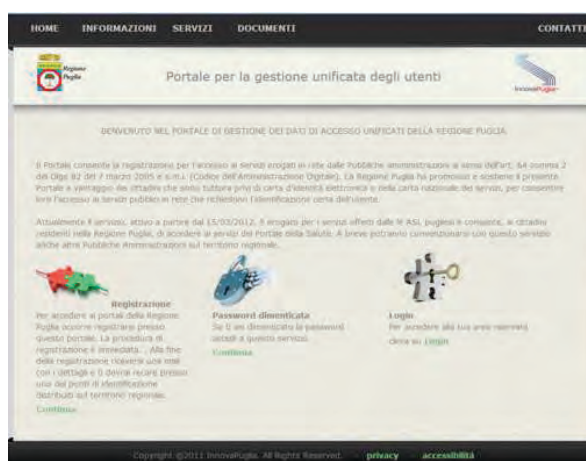 HOME INFORMAZIONI SERVIZI DOCUMENTI CONTATTI
Regione
Puglia
Portale per la gestione unificata degli utenti
InnovaPuglia
BENVENUTO NEL PORTALE DI GESTIONE DEI DATI DI ACCESSO UNIFICATI DELLA REGIONE PUGLIA
Il Portale consente la registrazione per l'accesso ai servizi erogati in rete dalle Pubbliche amministrazioni ai sensi dell'art. 64 comma 2
del Dlgs 82 del 7 marzo 2005 e s.m.i. (Codice dell'Amministrazione Digitale). La Regione Puglia ha promosso e sostiene il presente
Portale a vantaggio dei cittadini che sono tuttora privi di carta d'identità elettronica o della carta nazionale dei servizi, per consentire
loro l'accesso ai servizi pubblici in rete che richiedono l'identificazione certa dell'utente.
Attualmente il servizio, attivo a partire dal 15/03/2012, è erogato per i servizi offerti dalle ASL pugliesi e consente, ai cittadini
residenti nella Regione Puglia, di accedere ai servizi del Portale della Salute. A breve potranno convenzionarsi con questo servizio
anche altre Pubbliche Amministrazioni sul territorio regionale.
Registrazione
Per accedere ai portali della Regione
Puglia occorre registrarsi presso
questo portale. La procedura di
registrazione è immediata. . Alla fine
della registrazione riceverai una mail
con i dettagli e ti dovrai recare presso
uno dei punti di identificazione
distribuiti sul territorio regionale.
Continua
Password dimenticata
Se ti sei dimenticato la password
accedi a questo servizio.
Continua
Login
Per accedere alla tua area riservata
clicca su Login
Copyright @2011 InnovaPuglia. All Rights Reserved. privacy accessibilità